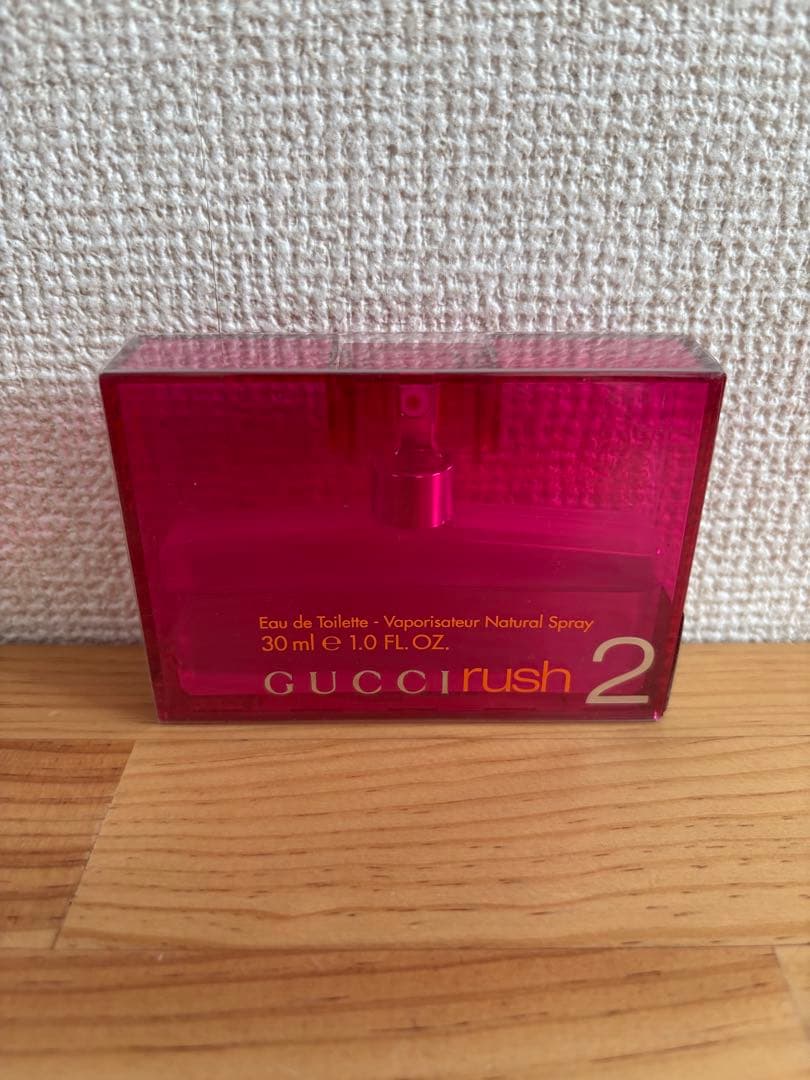 Eau de Toilette - Vaporisateur Natural Spray
30 ml ℮ 1.0 FL. OZ.
GUCCI rush 2